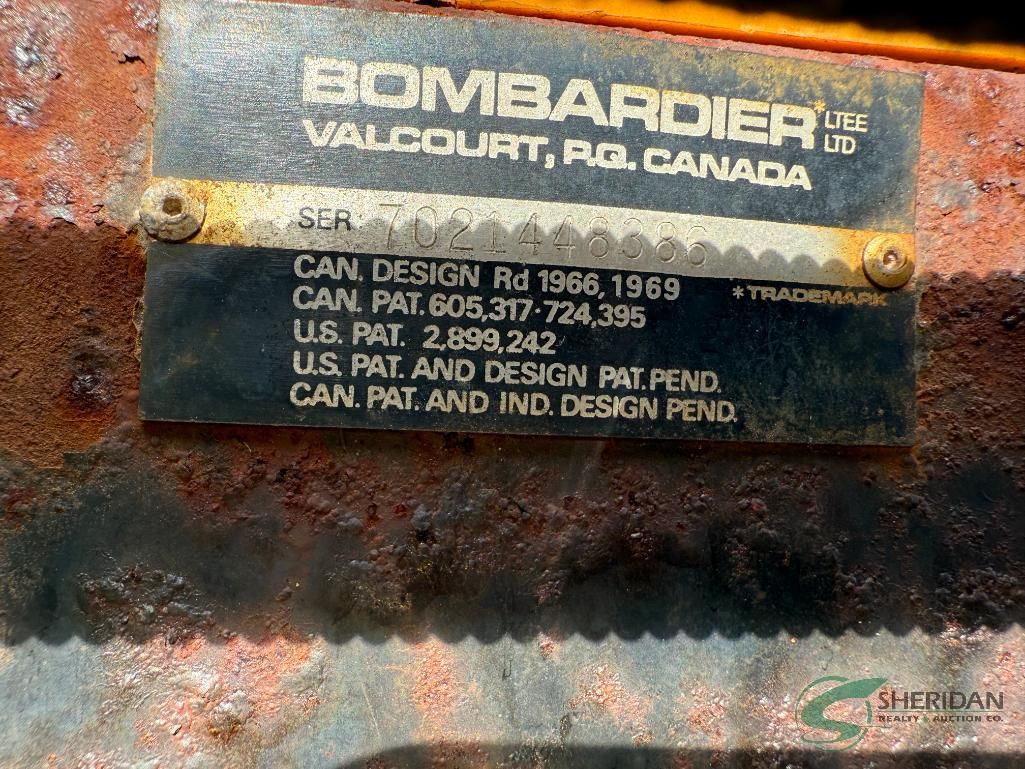 BOMBARDIER* LTEE LTD
VALCOURT, P.Q. CANADA
SER 7021448386
CAN. DESIGN Rd 1966, 1969 *TRADEMARK
CAN. PAT. 605,317·724,395
U.S. PAT. 2,899,242
U.S. PAT. AND DESIGN PAT. PEND.
CAN. PAT. AND IND. DESIGN PEND.
SHERIDAN
REALTY & AUCTION CO.